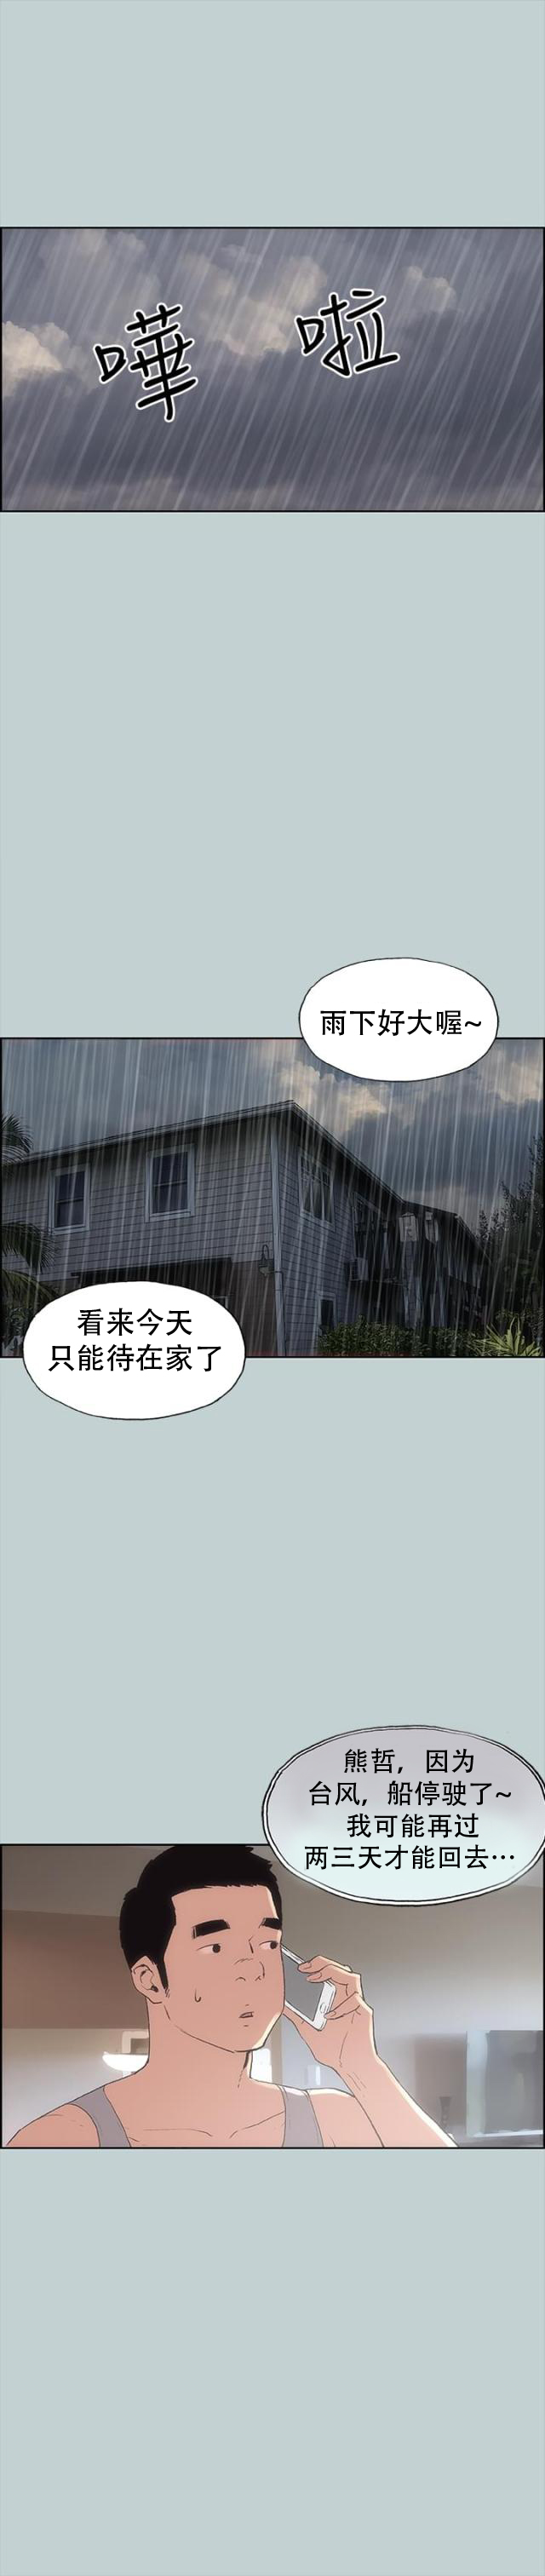 嘩啦
雨下好大喔~
看来今天
只能待在家了
熊哲，因为
台风，船停驶了~
我可能再过
两三天才能回去…